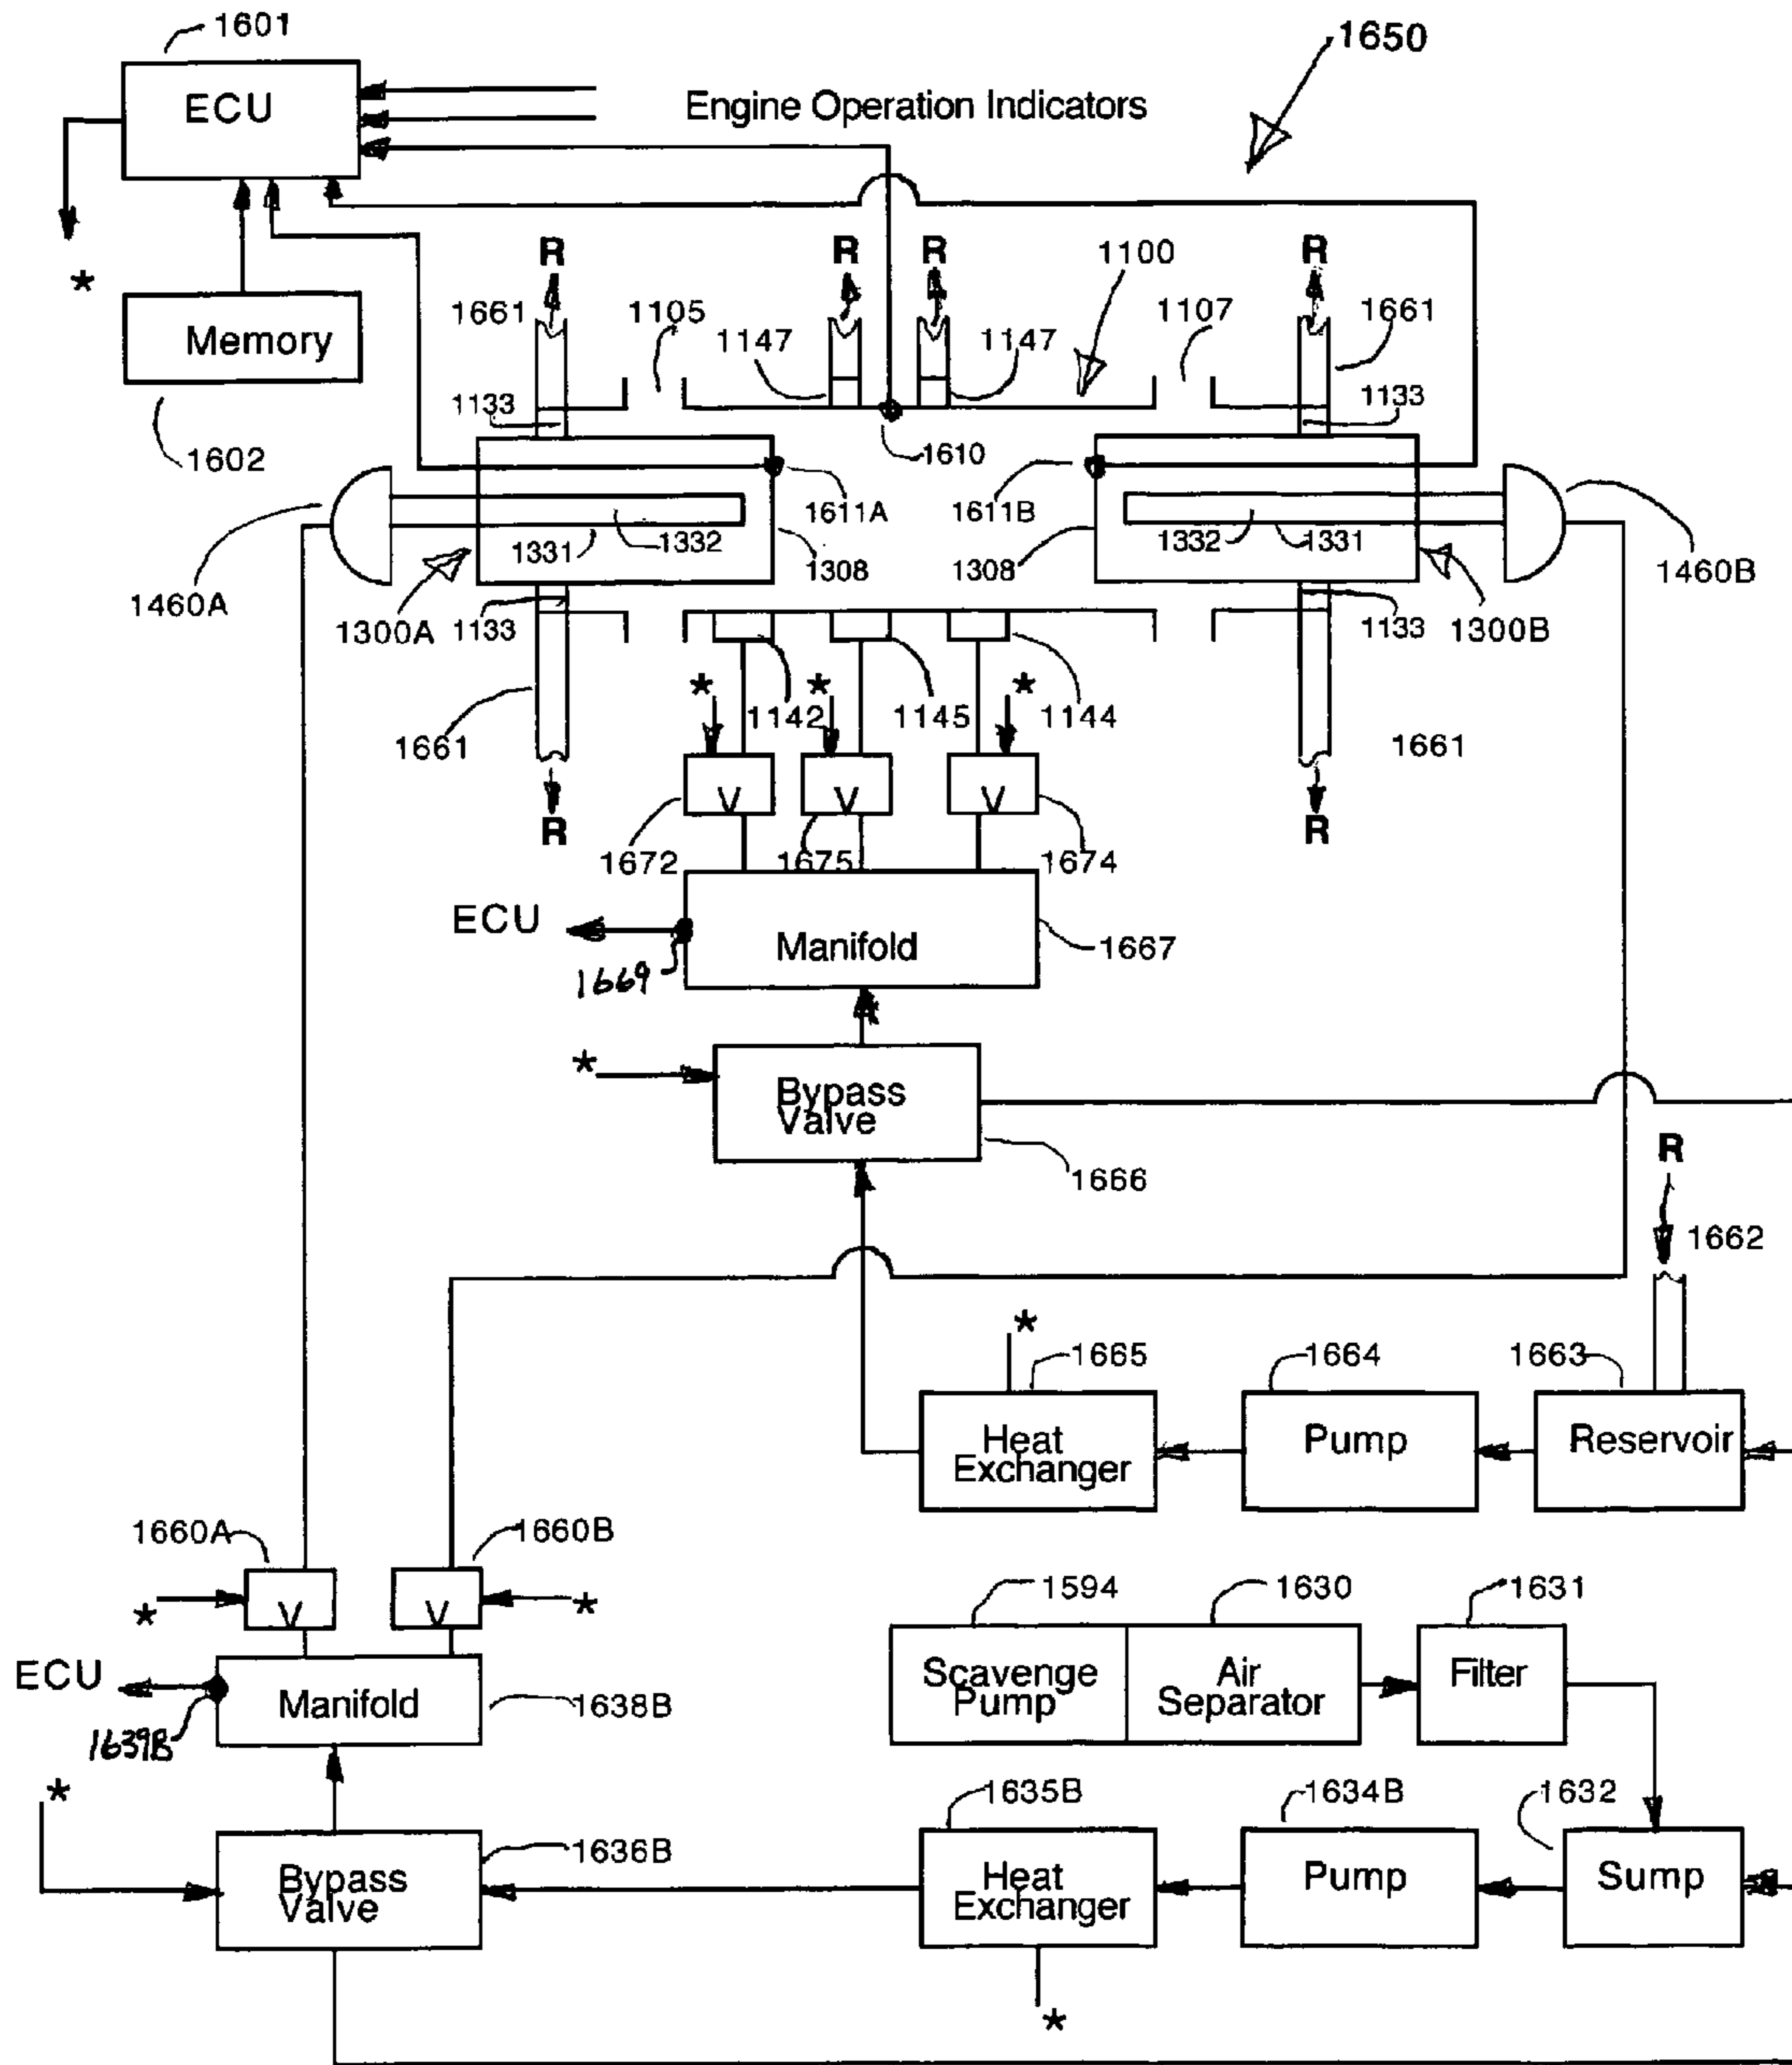 1601
1650
ECU
Engine Operation Indicators
*
R R R 1100 R
1661 1105 1107 1661
Memory
1147 1147
1133 1133
1602 1610
1611A 1611B
1331 1332 1332 1331
1308 1308
1460A 1460B
1300A 1133 1133 1300B
* * *
1142 1145 1144
1661 1661
V V V
R R
1672 1675 1674
ECU
Manifold 1667
1669
*
Bypass
Valve
1666
R
1662
*
1665 1664 1663
Heat
Exchanger
Pump
Reservoir
1660A 1660B
* V V *
1594 1630 1631
ECU
Manifold
1638B
Scavenge
Pump
Air
Separator
Filter
1639B
*
1635B 1634B 1632
1636B
Bypass
Valve
Heat
Exchanger
Pump
Sump
*